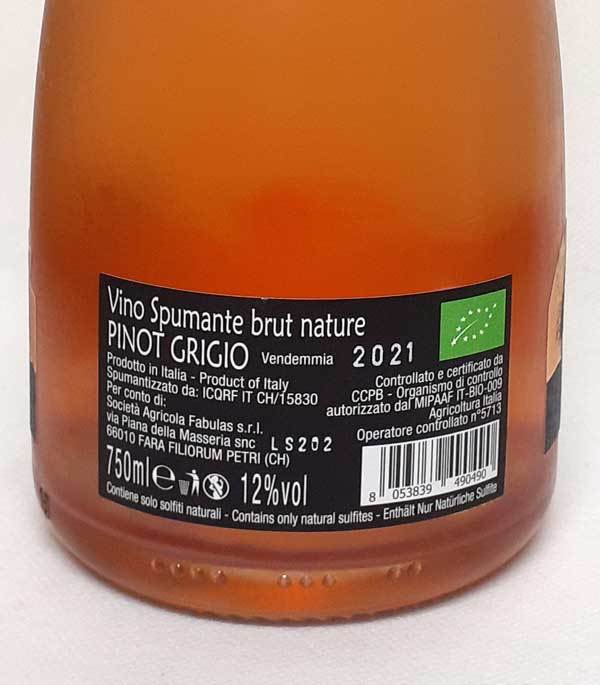 Vino Spumante brut nature
PINOT GRIGIO Vendemmia 2021
Prodotto in Italia - Product of Italy
Spumantizzato da: ICQRF IT CH/15830
Per conto di:
Società Agricola Fabulas s.r.l.
via Piana della Masseria snc LS202
66010 FARA FILIORUM PETRI (CH)
Controllato e certificato da
CCPB - Organismo di controllo
autorizzato dal MIPAAF IT-BIO-009
Agricoltura Italia
Operatore controllato n°5713
750ml e 12%vol
8 053839 490490
Contiene solo solfiti naturali - Contains only natural sulfites - Enthält Nur Natürliche Sulfite